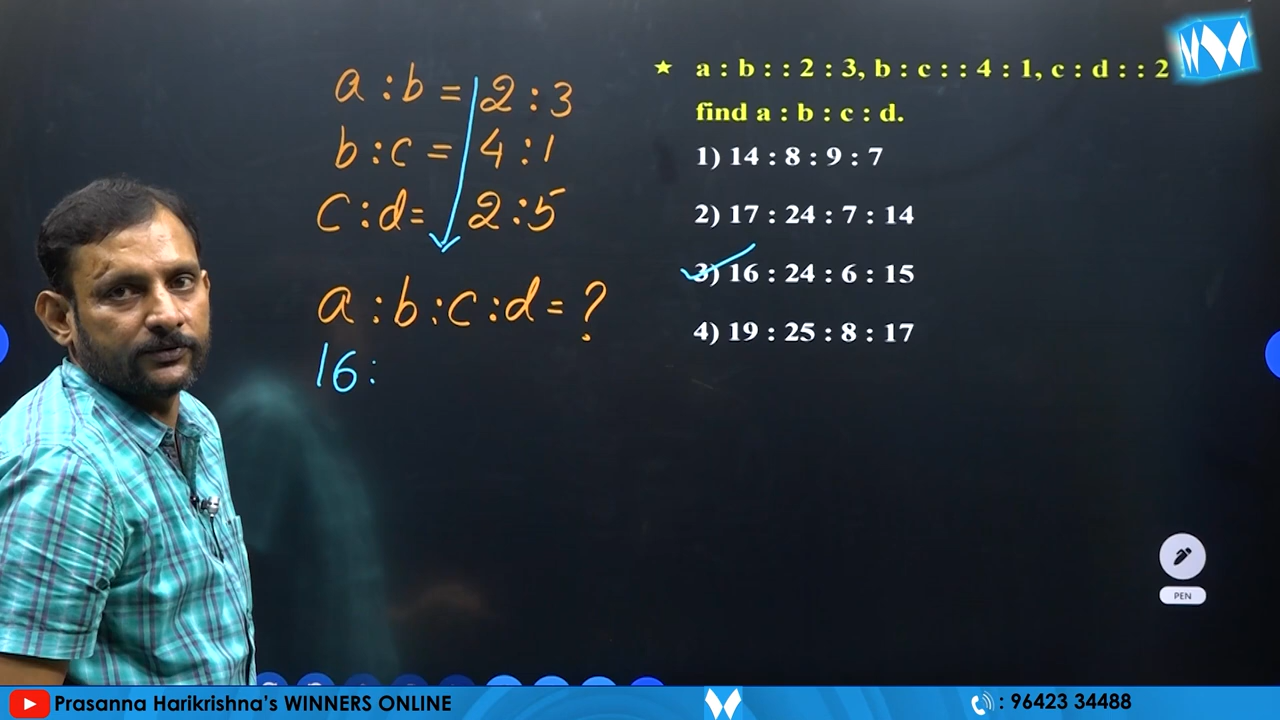 a : b = 2 : 3
b : c = 4 : 1
c : d = 2 : 5
a : b : c : d = ?
16 :
★ a : b : : 2 : 3, b : c : : 4 : 1, c : d : : 2 :
find a : b : c : d.
1) 14 : 8 : 9 : 7
2) 17 : 24 : 7 : 14
3) 16 : 24 : 6 : 15
4) 19 : 25 : 8 : 17
W
PEN
Prasanna Harikrishna's WINNERS ONLINE
W
: 96423 34488